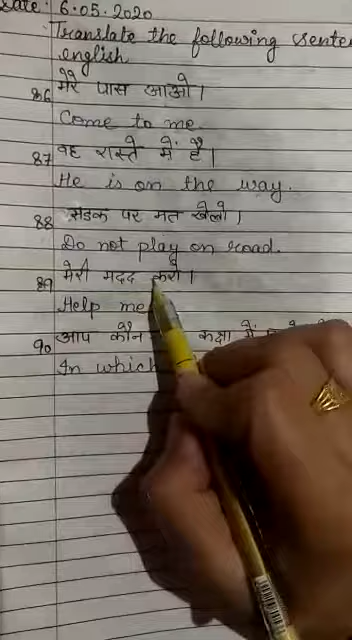 Date: 6.05.2020
Translate the following senten
english
86 मेरे पास आओ।
Come to me
87 वह रास्ते में है।
He is on the way.
88 सड़क पर मत खेलो।
Do not play on road.
89 मेरी मदद करो।
Help me
90 आप कौन कक्षा में
In which